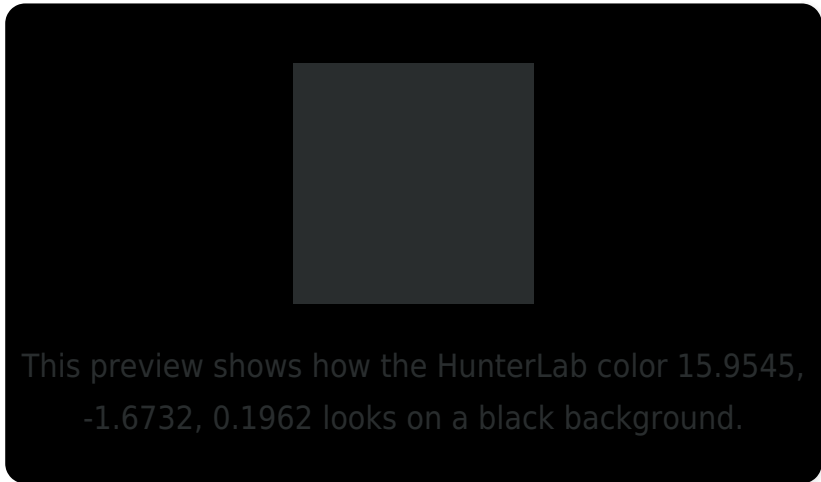 This preview shows how the HunterLab color 15.9545,
-1.6732, 0.1962 looks on a black background.